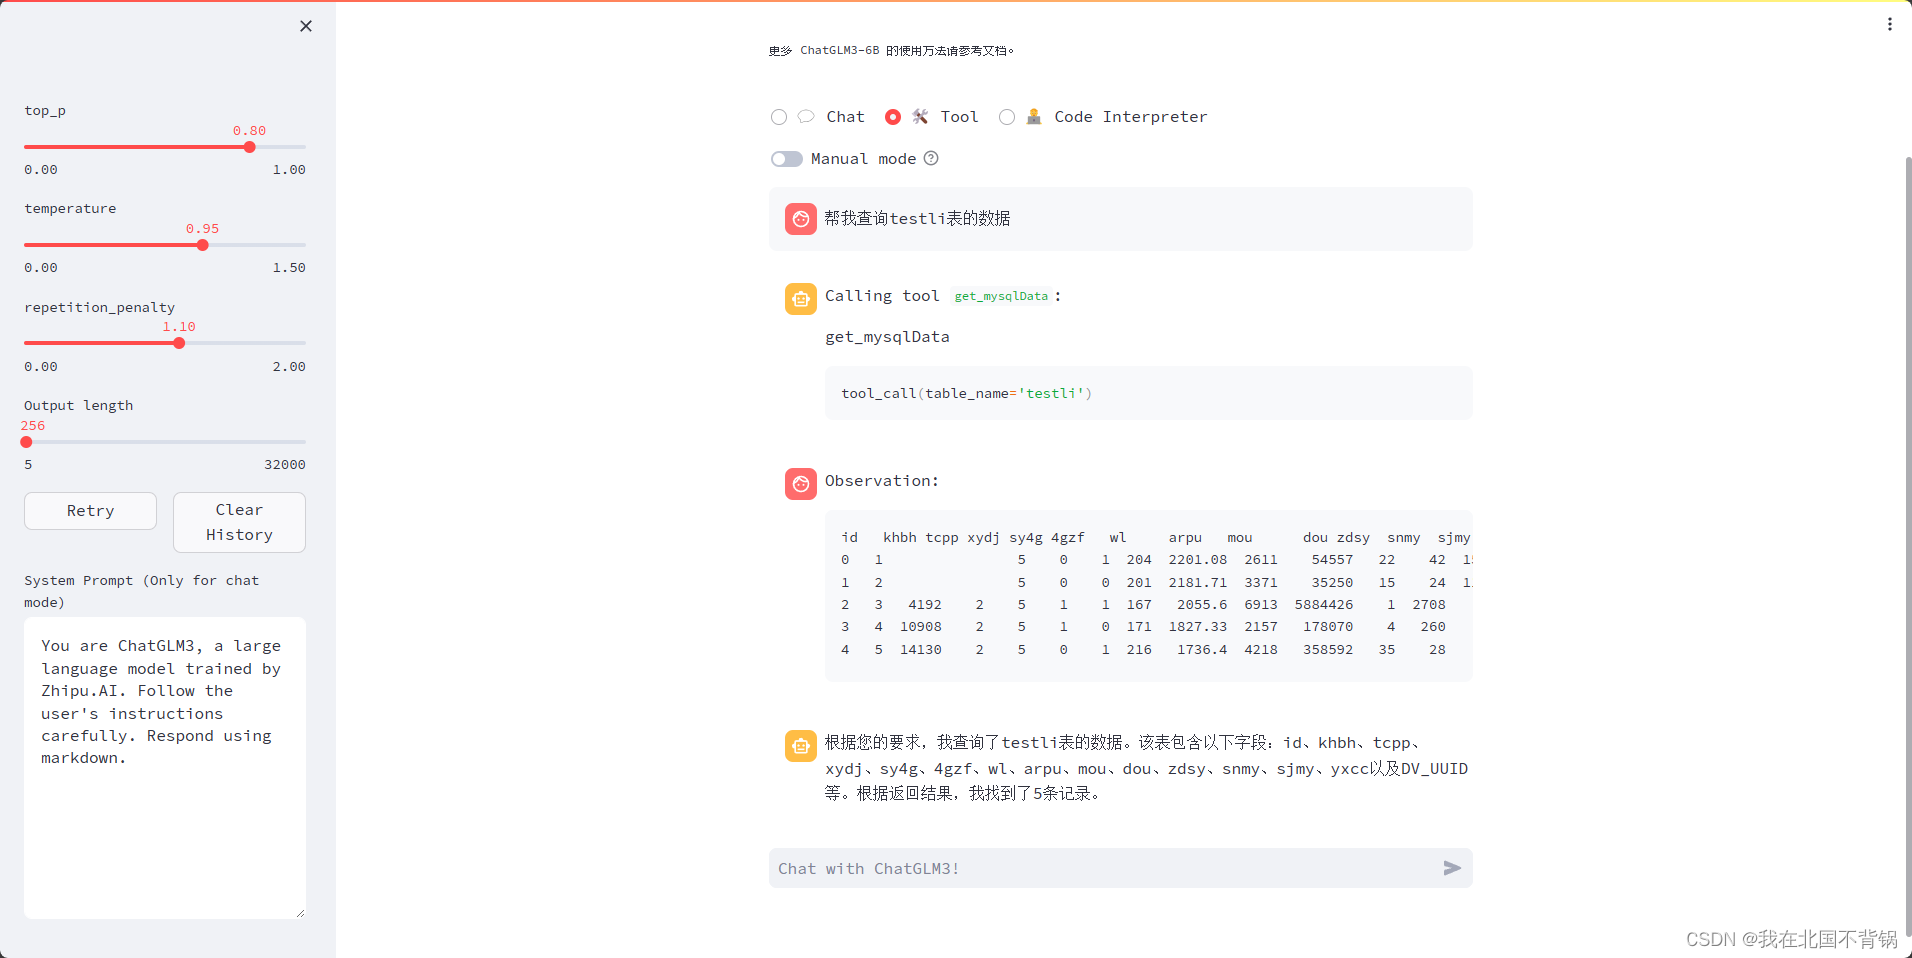 更多 ChatGLM3-6B 的使用方法请参考文档。
top_p
0.80
0.00 1.00
temperature
0.95
0.00 1.50
repetition_penalty
1.10
0.00 2.00
Output length
256
5 32000
Retry
Clear
History
System Prompt (Only for chat
mode)
You are ChatGLM3, a large
language model trained by
Zhipu.AI. Follow the
user's instructions
carefully. Respond using
markdown.
Chat Tool Code Interpreter
Manual mode
帮我查询testli表的数据
Calling tool get_mysqlData:
get_mysqlData
tool_call(table_name='testli')
Observation:
id khbh tcpp xydj sy4g 4gzf wl arpu mou dou zdsy snmy sjmy
0 1 5 0 1 204 2201.08 2611 54557 22 42
1 2 5 0 0 201 2181.71 3371 35250 15 24
2 3 4192 2 5 1 1 167 2055.6 6913 5884426 1 2708
3 4 10908 2 5 1 0 171 1827.33 2157 178070 4 260
4 5 14130 2 5 0 1 216 1736.4 4218 358592 35 28
根据您的要求，我查询了testli表的数据。该表包含以下字段：id、khbh、tcpp、
xydj、sy4g、4gzf、wl、arpu、mou、dou、zdsy、snmy、sjmy、yxcc以及DV_UUID
等。根据返回结果，我找到了5条记录。
Chat with ChatGLM3!
CSDN @我在北国不背锅